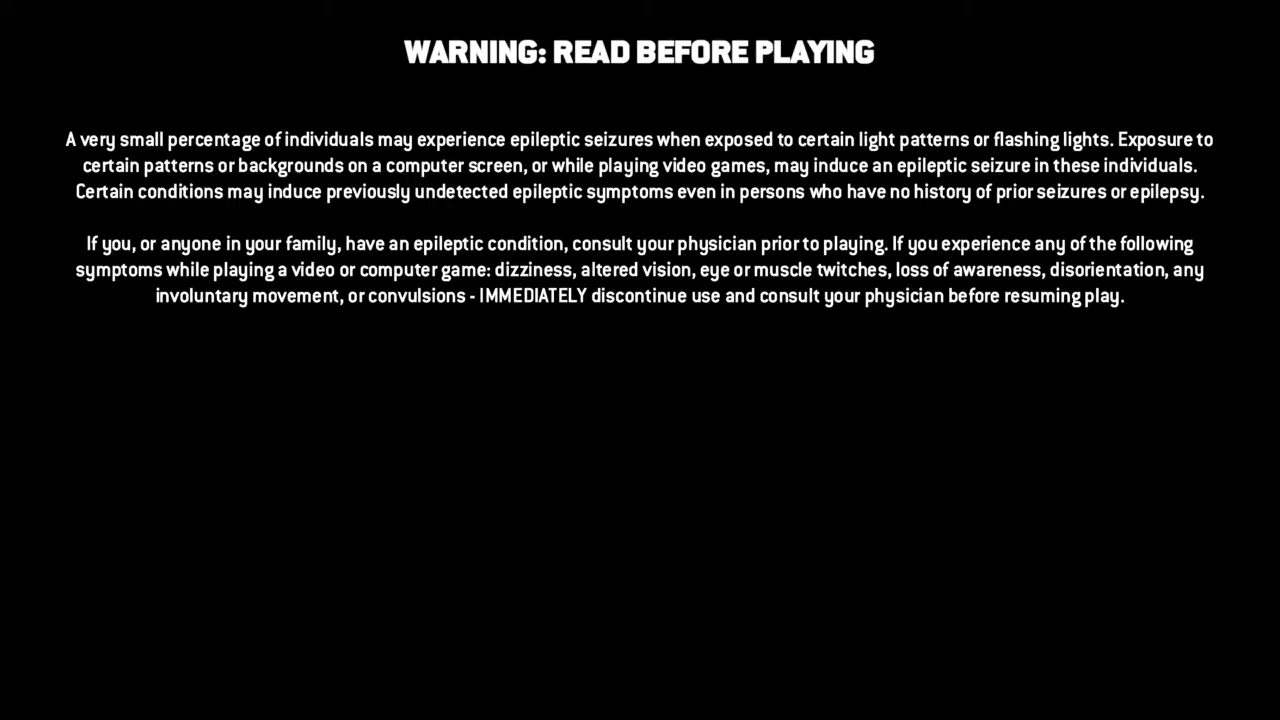 WARNING: READ BEFORE PLAYING
A very small percentage of individuals may experience epileptic seizures when exposed to certain light patterns or flashing lights. Exposure to
certain patterns or backgrounds on a computer screen, or while playing video games, may induce an epileptic seizure in these individuals.
Certain conditions may induce previously undetected epileptic symptoms even in persons who have no history of prior seizures or epilepsy.
If you, or anyone in your family, have an epileptic condition, consult your physician prior to playing. If you experience any of the following
symptoms while playing a video or computer game: dizziness, altered vision, eye or muscle twitches, loss of awareness, disorientation, any
involuntary movement, or convulsions - IMMEDIATELY discontinue use and consult your physician before resuming play.